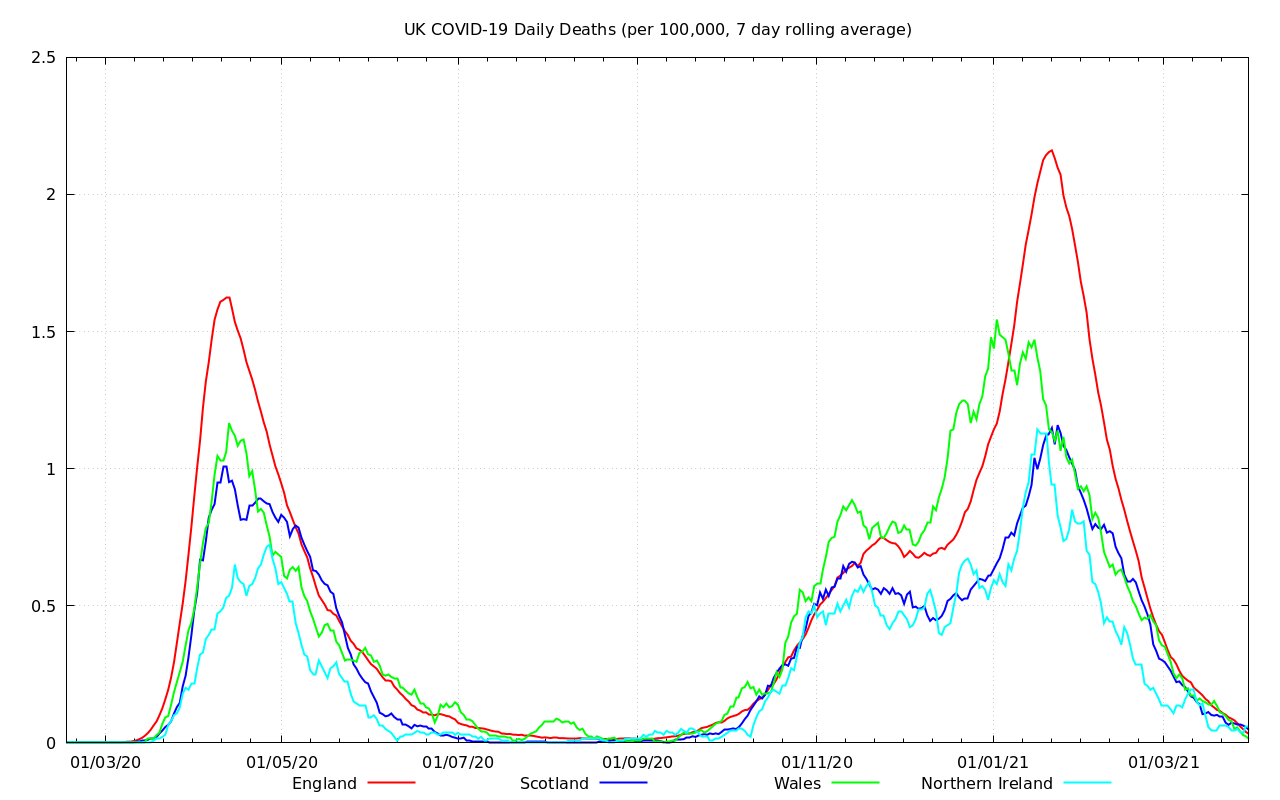 UK COVID-19 Daily Deaths (per 100,000, 7 day rolling average)
2.5
2
1.5
1
0.5
0
01/03/20 01/05/20 01/07/20 01/09/20 01/11/20 01/01/21 01/03/21
England Scotland Wales Northern Ireland